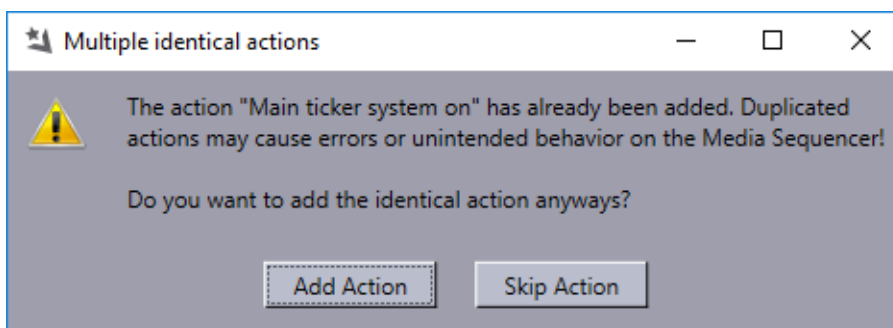 Multiple identical actions
The action "Main ticker system on" has already been added. Duplicated
actions may cause errors or unintended behavior on the Media Sequencer!
Do you want to add the identical action anyways?
Add Action Skip Action